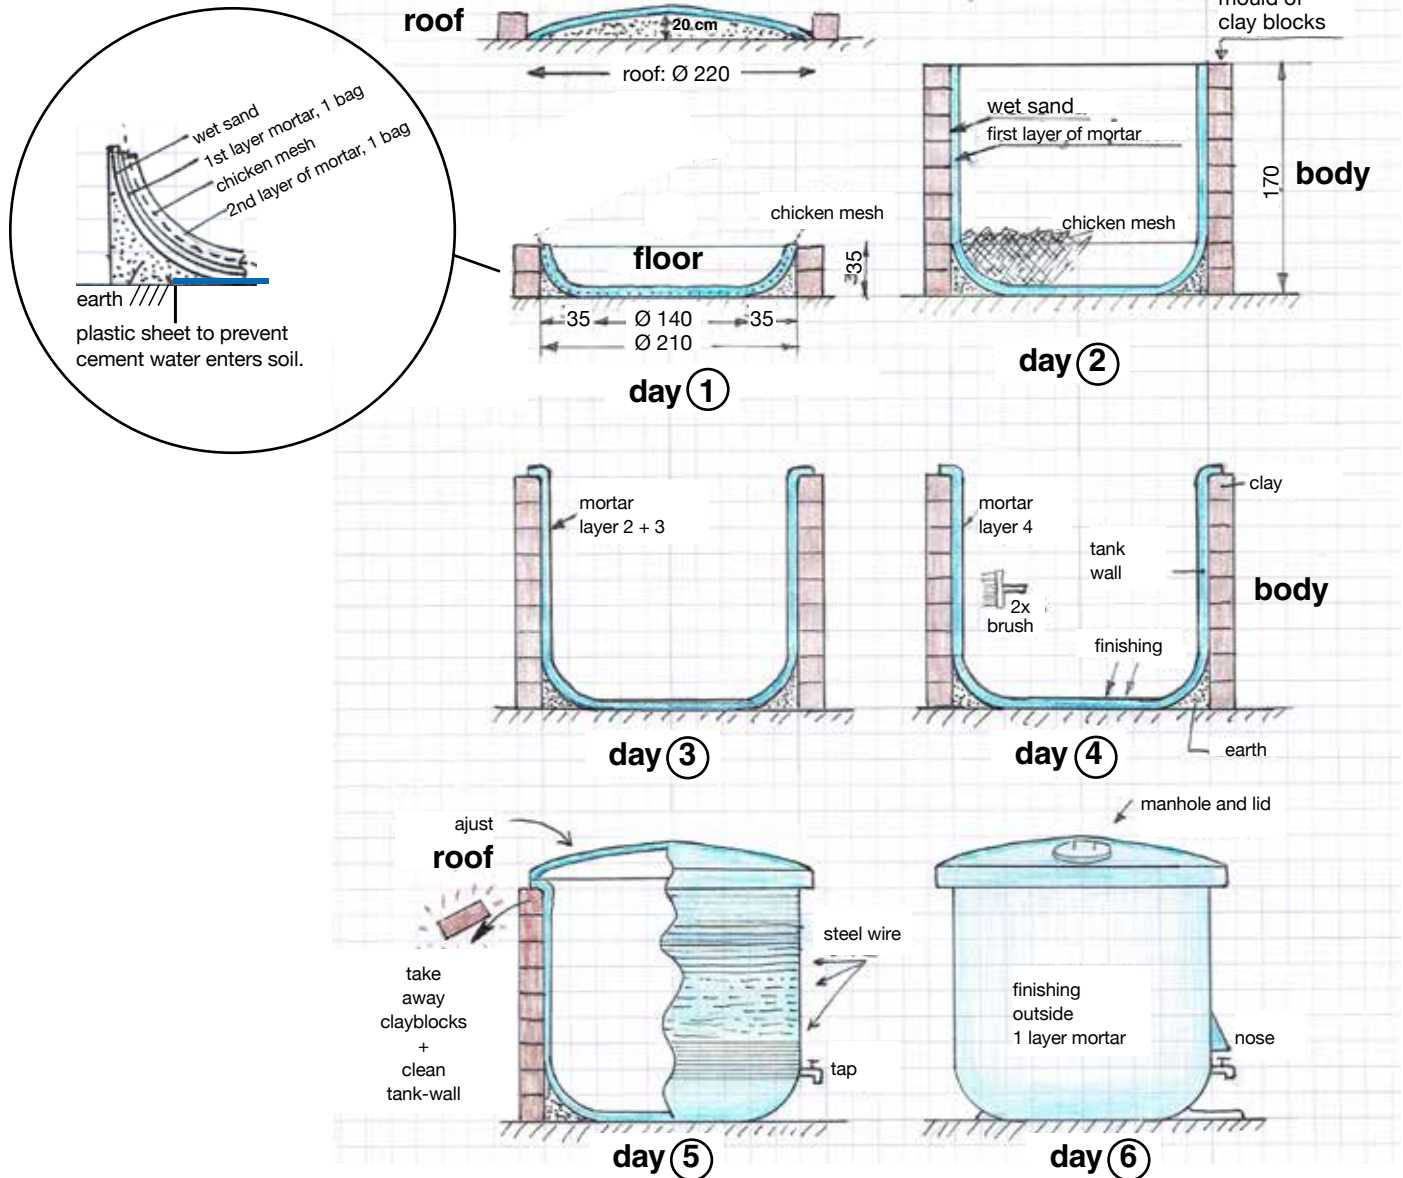 roof
20 cm
roof: Ø 220
wet sand
1st layer mortar, 1 bag
chicken mesh
2nd layer of mortar, 1 bag
earth
plastic sheet to prevent
cement water enters soil.
chicken mesh
floor
35
35
Ø 140
35
Ø 210
day 1
mould of
clay blocks
wet sand
first layer of mortar
chicken mesh
170
body
day 2
mortar
layer 2 + 3
day 3
mortar
layer 4
2x
brush
tank
wall
finishing
clay
body
earth
day 4
ajust
roof
take
away
clayblocks
+
clean
tank-wall
steel wire
tap
day 5
manhole and lid
finishing
outside
1 layer mortar
nose
day 6